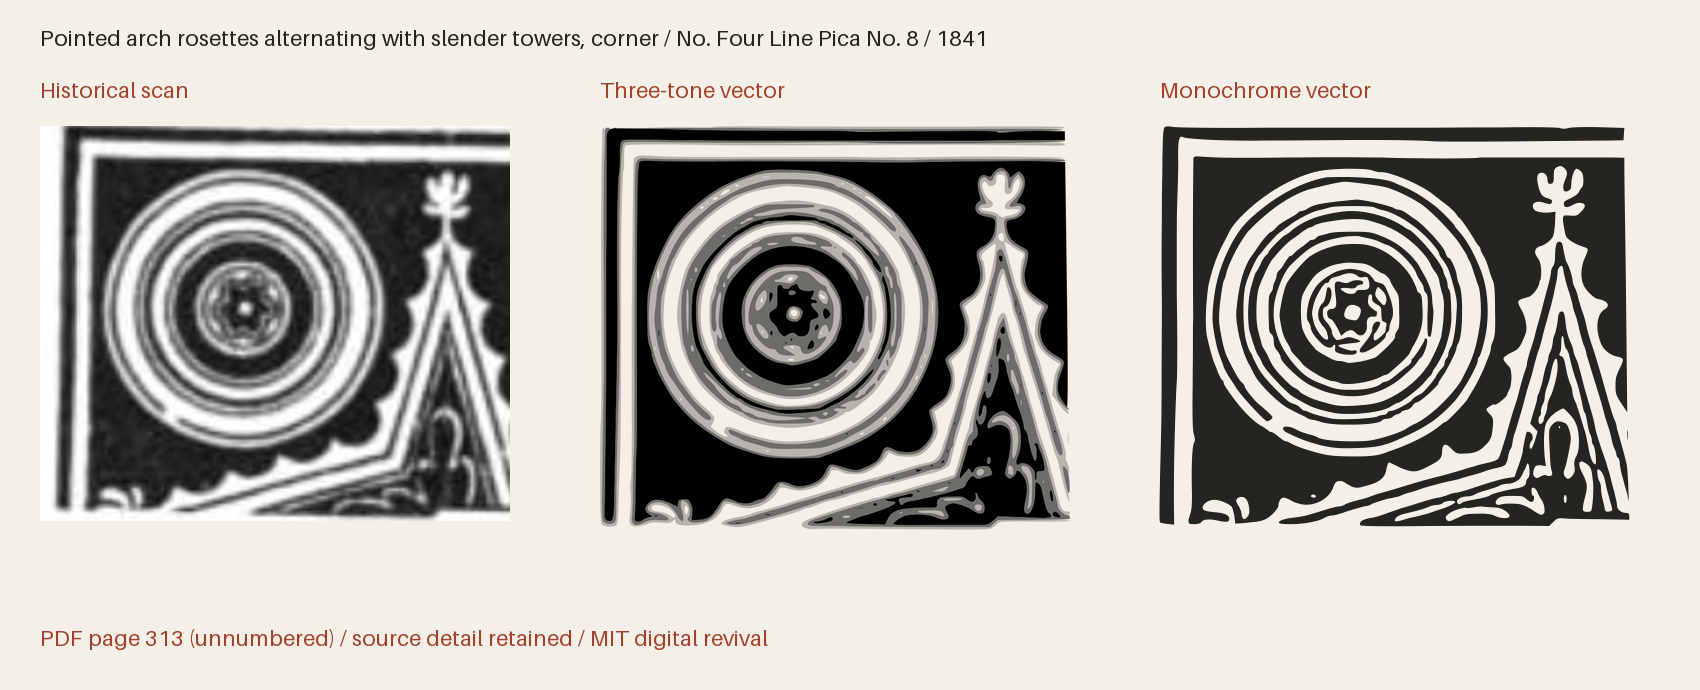 Pointed arch rosettes alternating with slender towers, corner / No. Four Line Pica No. 8 / 1841
Historical scan
Three-tone vector
Monochrome vector
PDF page 313 (unnumbered) / source detail retained / MIT digital revival